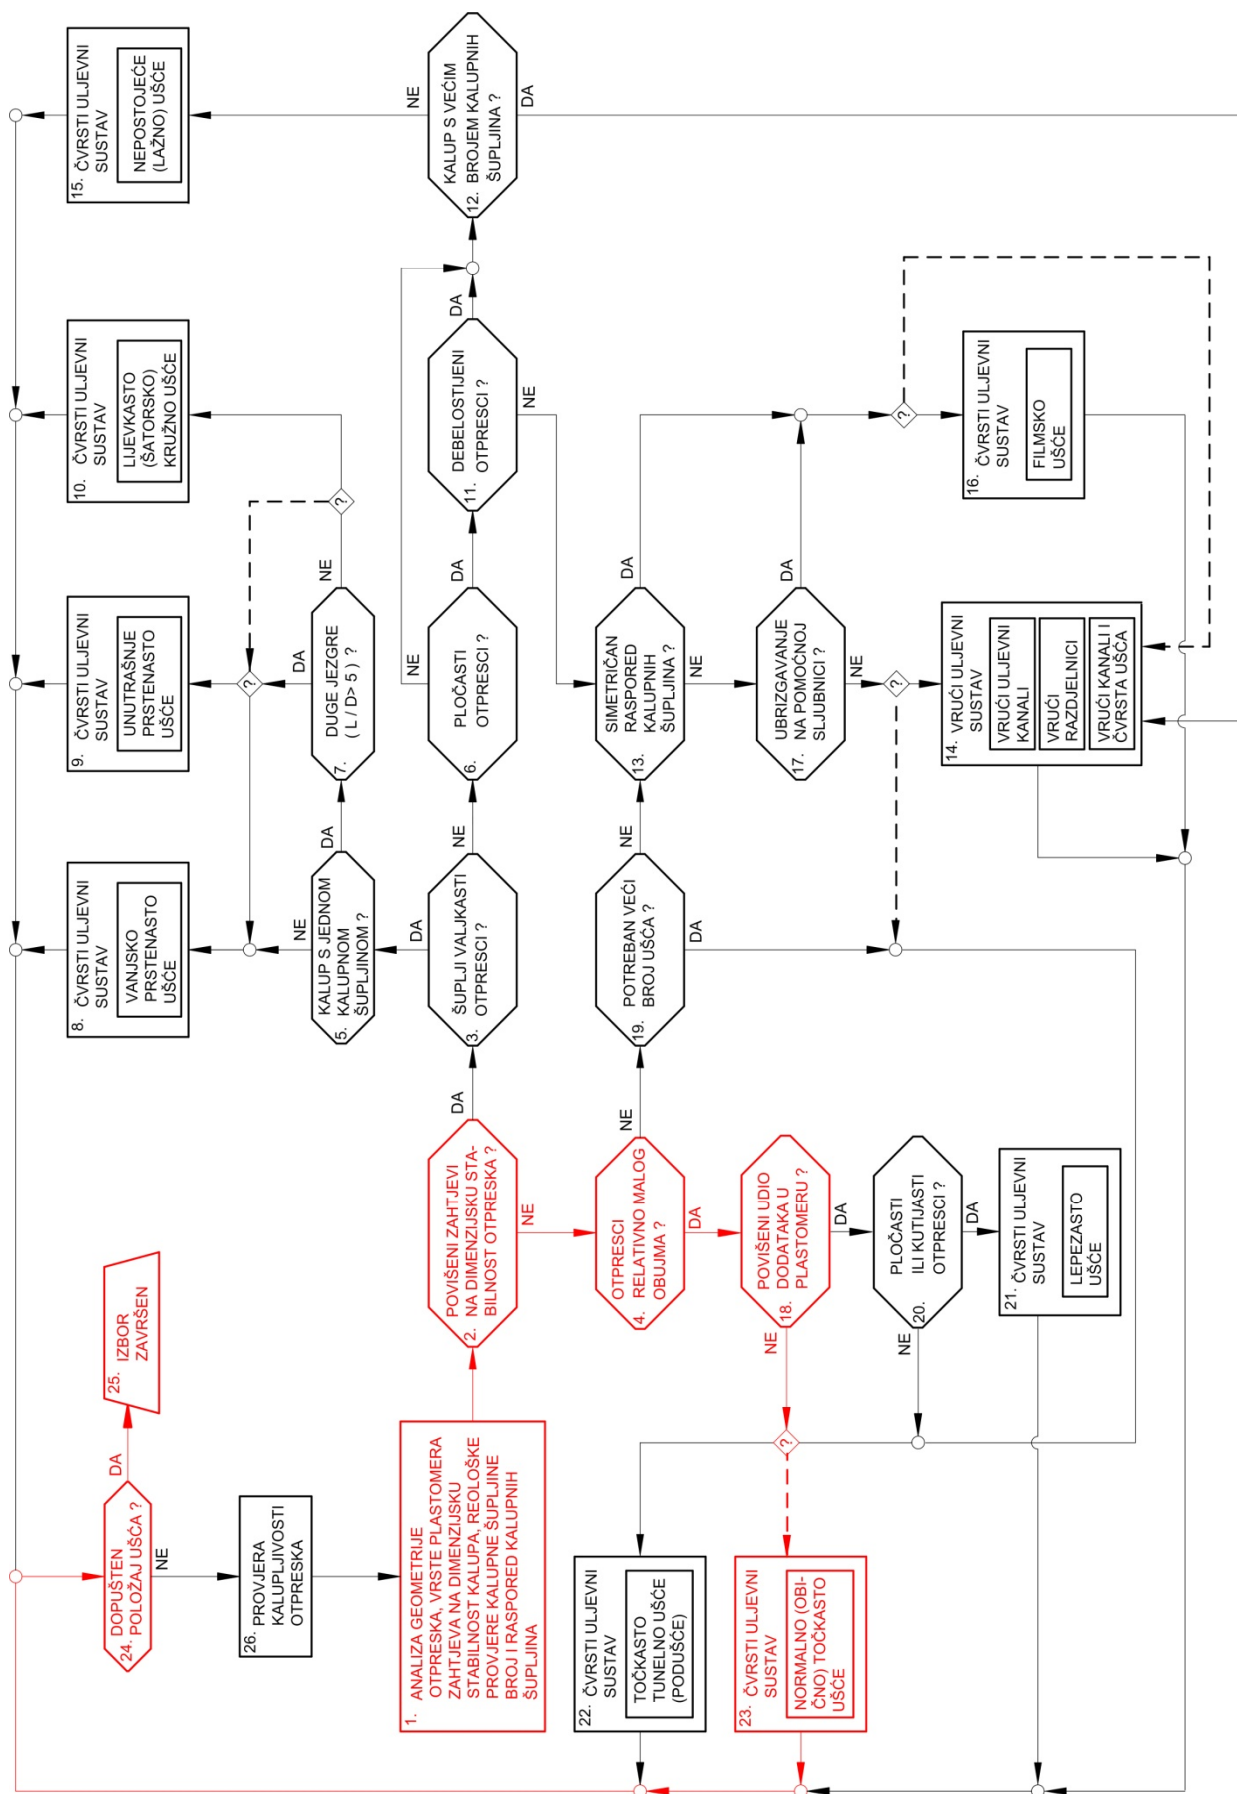 1. ANALIZA GEOMETRIJE
OTPRESKA, VRSTE PLASTOMERA
ZAHTJEVA NA DIMENZIJSKU
STABILNOST KALUPA, REOLOŠKE
PROVJERE KALUPNE ŠUPLJINE
BROJ I RASPORED KALUPNIH
ŠUPLJINA
POVIŠENI ZAHTJEVI
2. NA DIMENZIJSKU STA-
BILNOST OTPRESKA ?
DA
NE
ŠUPLJI VALJKASTI
3. OTPRESCI ?
DA
NE
OTPRESCI
4. RELATIVNO MALOG
OBUJMA ?
NE
DA
KALUP S JEDNOM
KALUPNOM
5. ŠUPLJINOM ?
NE
DA
PLOČASTI
6. OTPRESCI ?
NE
DA
DUGE JEZGRE
7. ( L / D> 5 ) ?
DA
NE
8. ČVRSTI ULJEVNI
SUSTAV
VANJSKO
PRSTENASTO
UŠĆE
9. ČVRSTI ULJEVNI
SUSTAV
UNUTRAŠNJE
PRSTENASTO
UŠĆE
10. ČVRSTI ULJEVNI
SUSTAV
LIJEVKASTO
(ŠATORSKO)
KRUŽNO UŠĆE
DEBELOSTIJENI
11. OTPRESCI ?
DA
NE
KALUP S VEĆIM
12. BROJEM KALUPNIH
ŠUPLJINA ?
NE
DA
SIMETRIČAN
RASPORED
13. KALUPNIH
ŠUPLJINA ?
DA
NE
14. VRUĆI ULJEVNI
SUSTAV
VRUĆI ULJEVNI
KANALI
VRUĆI
RAZDJELNICI
VRUĆI KANALI I
ČVRSTA UŠĆA
15. ČVRSTI ULJEVNI
SUSTAV
NEPOSTOJEĆE
(LAŽNO) UŠĆE
16. ČVRSTI ULJEVNI
SUSTAV
FILMSKO
UŠĆE
UBRIZGAVANJE
17. NA POMOĆNOJ
SLJUBNICI ?
DA
NE
POVIŠENI UDIO
18. DODATAKA U
PLASTOMERU ?
NE
DA
POTREBAN VEĆI
19. BROJ UŠĆA ?
NE
DA
PLOČASTI
20. ILI KUTIJASTI
OTPRESCI ?
NE
DA
21. ČVRSTI ULJEVNI
SUSTAV
LEPEZASTO
UŠĆE
22. ČVRSTI ULJEVNI
SUSTAV
TOČKASTO
TUNELNO UŠĆE
(PODUŠĆE)
23. ČVRSTI ULJEVNI
SUSTAV
NORMALNO (OBI-
ČNO) TOČKASTO
UŠĆE
DOPUŠTEN
24. POLOŽAJ UŠĆA ?
DA
NE
25. IZBOR
ZAVRŠEN
26. PROVJERA
KALUPLJIVOSTI
OTPRESKA
?
?
?
?
?